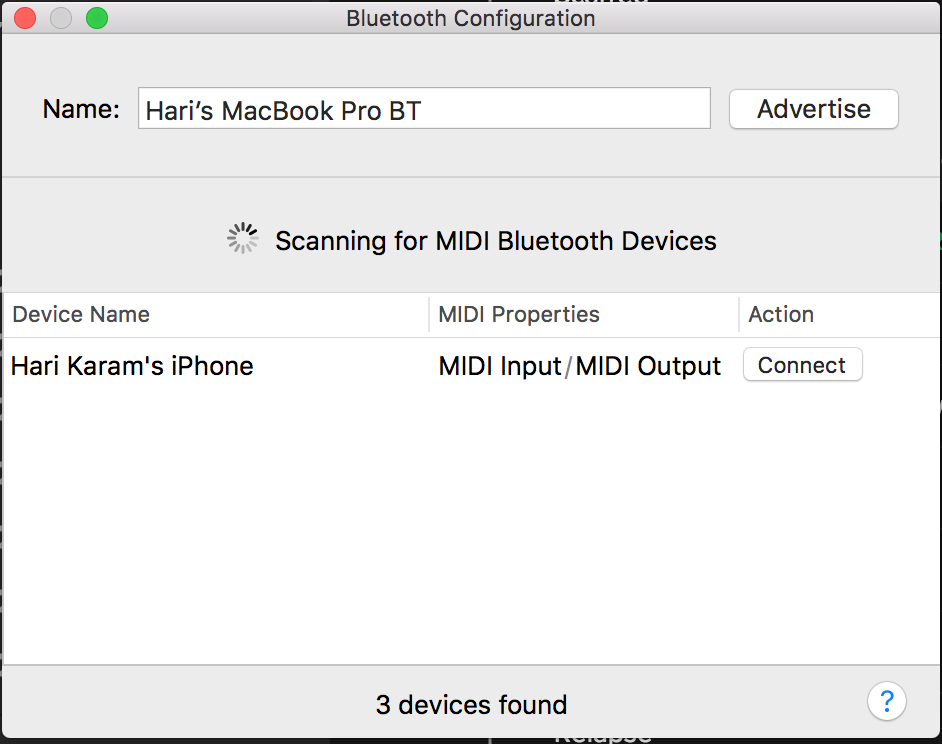 Bluetooth Configuration
Name: Hari’s MacBook Pro BT Advertise
Scanning for MIDI Bluetooth Devices
Device Name MIDI Properties Action
Hari Karam's iPhone MIDI Input/MIDI Output Connect
3 devices found ?
Relapse